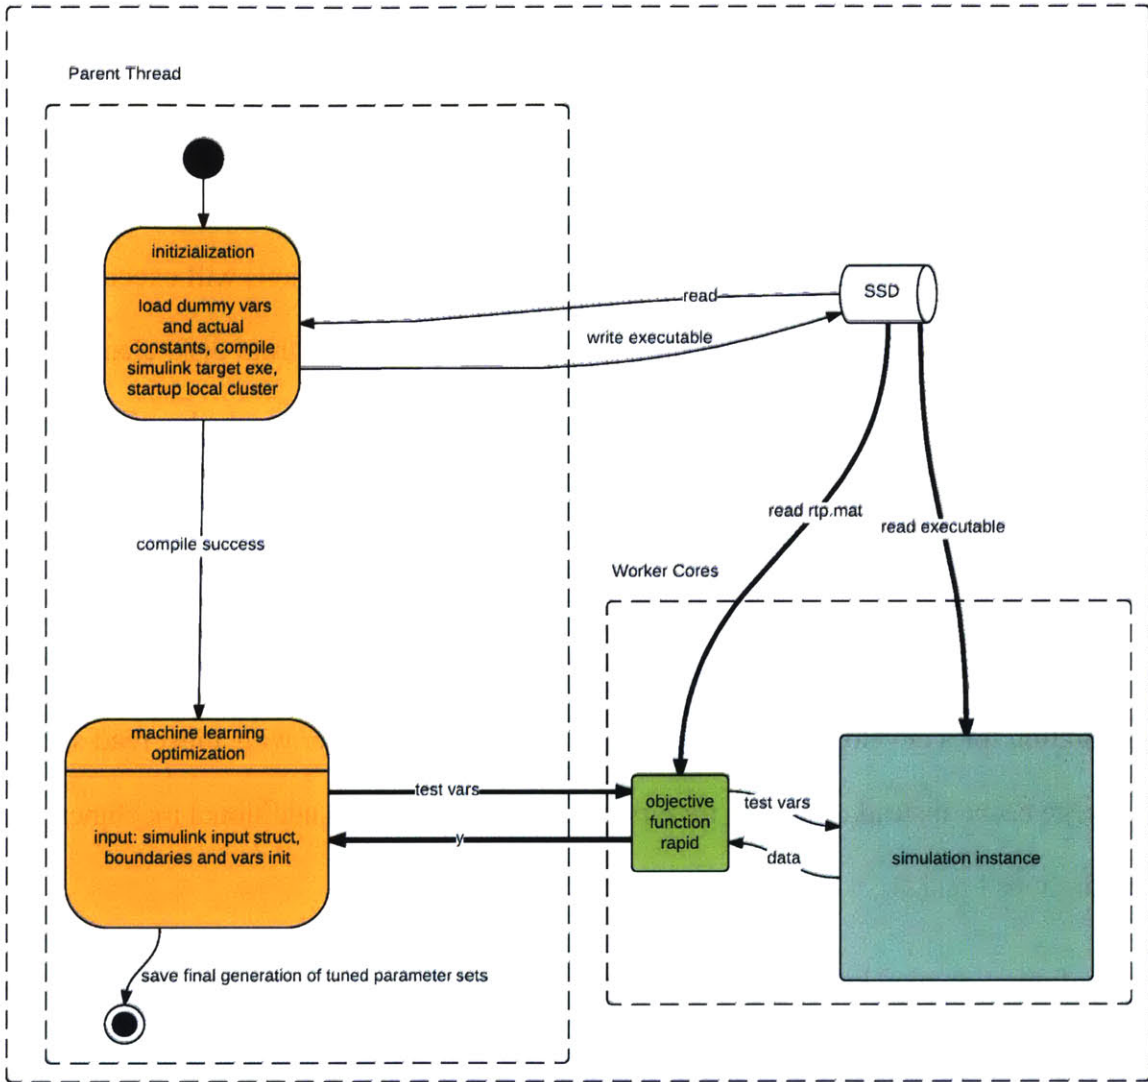 Parent Thread
initizialization
load dummy vars
and actual
constants, compile
simulink target exe,
startup local cluster
read
SSD
write executable
compile success
read rtp.mat
read executable
Worker Cores
machine learning
optimization
input: simulink input struct,
boundaries and vars init
test vars
y
objective
function
rapid
test vars
data
simulation instance
save final generation of tuned parameter sets